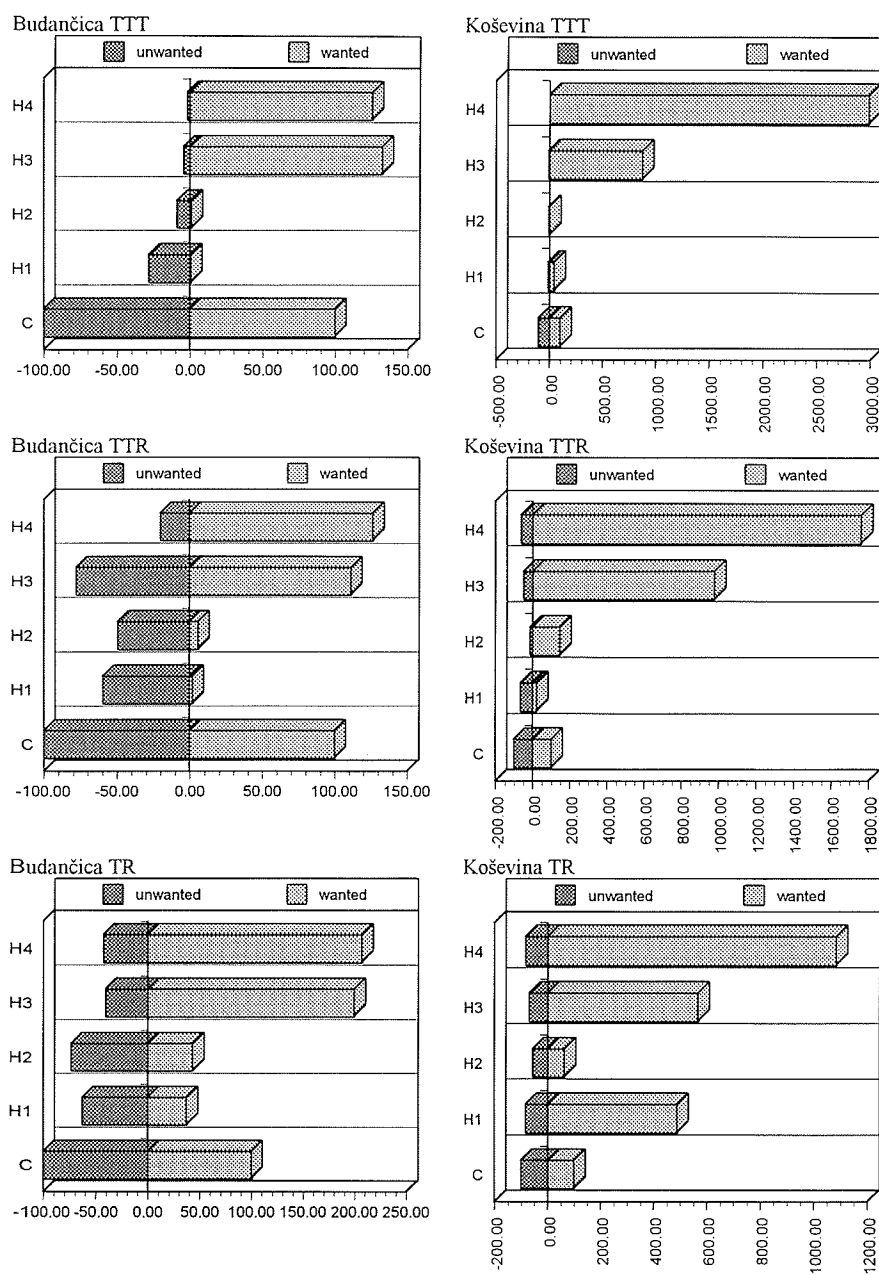 Budančica TTT
unwanted wanted
H4
H3
H2
H1
C
-100.00 -50.00 0.00 50.00 100.00 150.00
Koševina TTT
unwanted wanted
H4
H3
H2
H1
C
-500.00 0.00 500.00 1000.00 1500.00 2000.00 2500.00 3000.00
Budančica TTR
unwanted wanted
H4
H3
H2
H1
C
-100.00 -50.00 0.00 50.00 100.00 150.00
Koševina TTR
unwanted wanted
H4
H3
H2
H1
C
-200.00 0.00 200.00 400.00 600.00 800.00 1000.00 1200.00 1400.00 1600.00 1800.00
Budančica TR
unwanted wanted
H4
H3
H2
H1
C
-100.00 -50.00 0.00 50.00 100.00 150.00 200.00 250.00
Koševina TR
unwanted wanted
H4
H3
H2
H1
C
-200.00 0.00 200.00 400.00 600.00 800.00 1000.00 1200.00